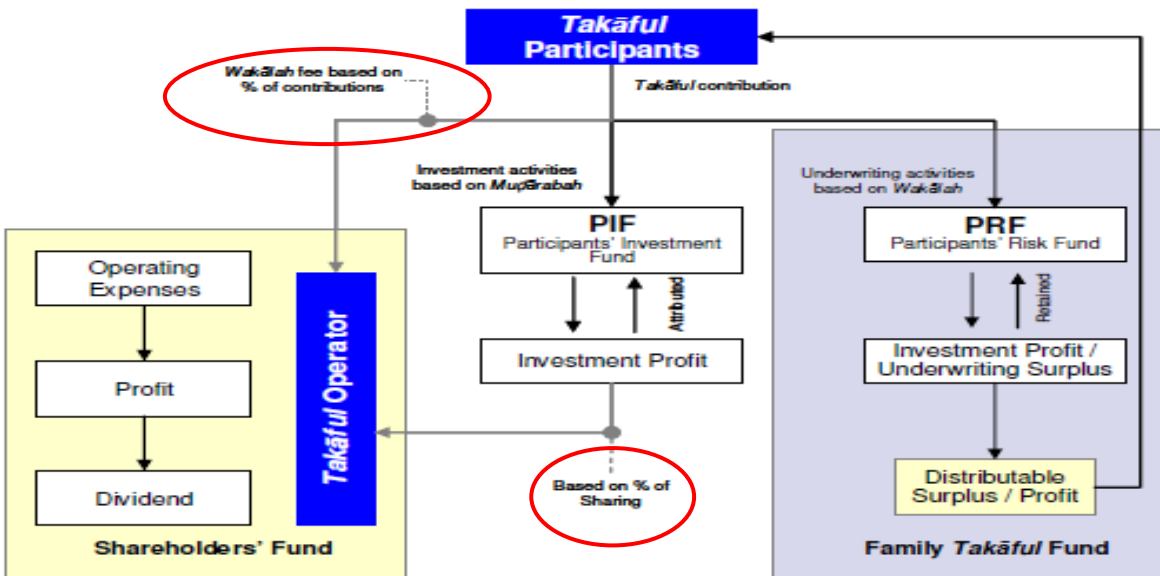 Takāful
Participants
Wakālah fee based on
% of contributions
Takāful contribution
Investment activities
based on Muḍārabah
Underwriting activities
based on Wakālah
PIF
Participants' Investment
Fund
PRF
Participants' Risk Fund
Operating
Expenses
Attributed
Retained
Takāful Operator
Investment Profit
Investment Profit /
Underwriting Surplus
Profit
Based on % of
Sharing
Distributable
Surplus / Profit
Dividend
Shareholders' Fund
Family Takāful Fund